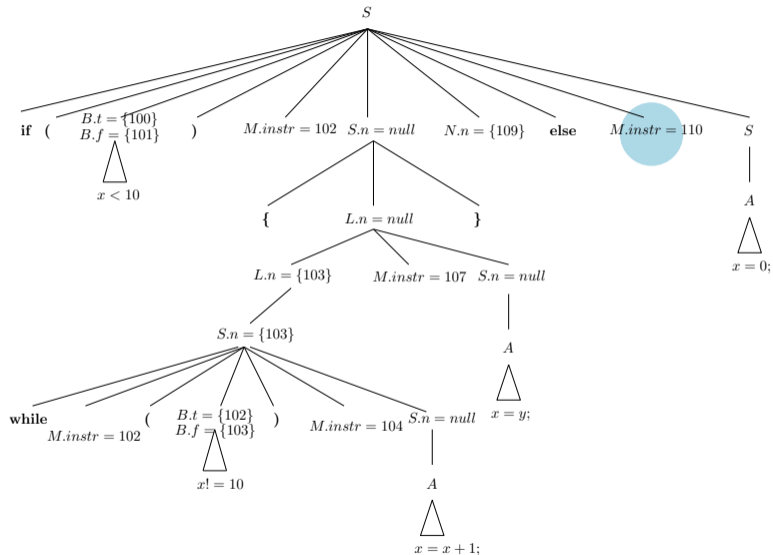 S
if ( B.t = {100} ) M.instr = 102 S.n = null N.n = {109} else M.instr = 110 S
B.f = {101}
x < 10
A
{ L.n = null }
x = 0;
L.n = {103} M.instr = 107 S.n = null
S.n = {103}
A
while M.instr = 102 ( B.t = {102} ) M.instr = 104 S.n = null
B.f = {103}
x = y;
x! = 10
A
x = x + 1;